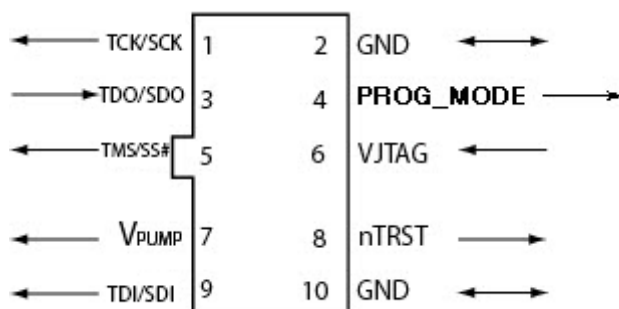 TCK/SCK 1 2 GND
TDO/SDO 3 4 PROG_MODE
TMS/SS# 5 6 VJTAG
VPUMP 7 8 nTRST
TDI/SDI 9 10 GND